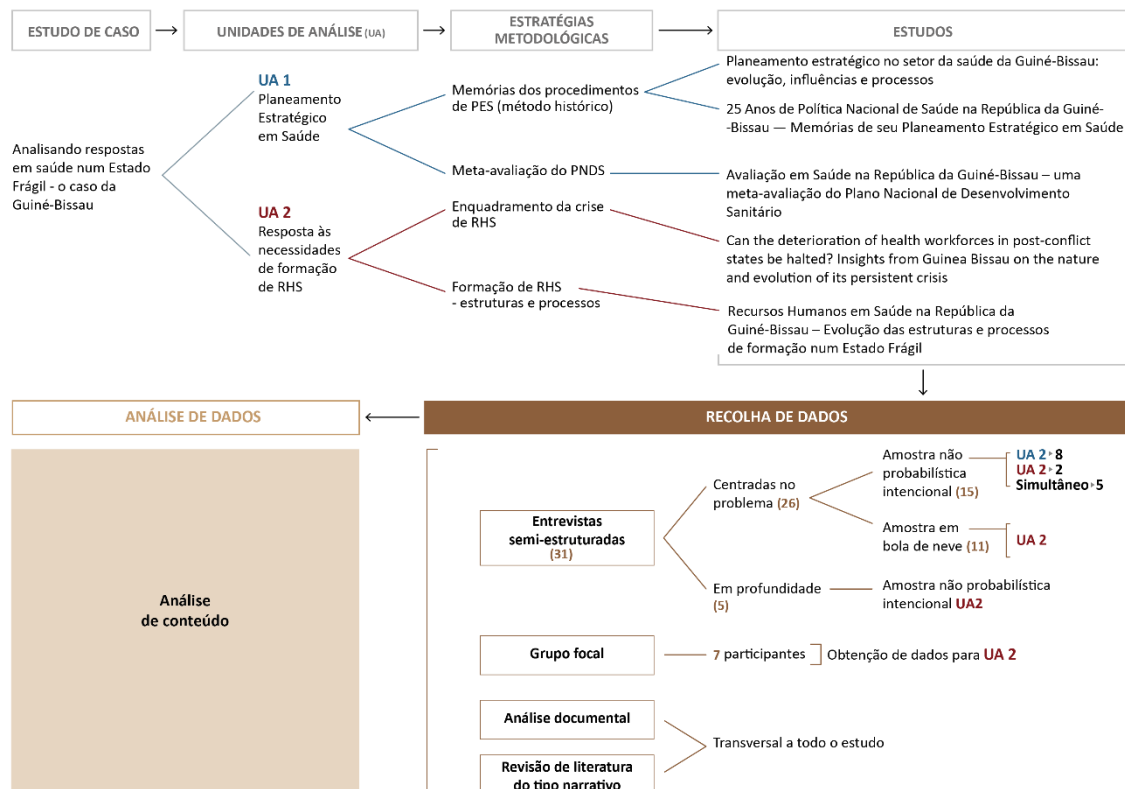 ESTUDO DE CASO
UNIDADES DE ANÁLISE (UA)
ESTRATÉGIAS
METODOLÓGICAS
ESTUDOS
Analisando respostas
em saúde num Estado
Frágil - o caso da
Guiné-Bissau
UA 1
Planeamento
Estratégico
em Saúde
UA 2
Resposta às
necessidades
de formação
de RHS
Memórias dos procedimentos
de PES (método histórico)
Meta-avaliação do PNDS
Enquadramento da crise
de RHS
Formação de RHS
- estruturas e processos
Planeamento estratégico no setor da saúde da Guiné-Bissau:
evolução, influências e processos
25 Anos de Política Nacional de Saúde na República da Guiné-
-Bissau — Memórias de seu Planeamento Estratégico em Saúde
Avaliação em Saúde na República da Guiné-Bissau – uma
meta-avaliação do Plano Nacional de Desenvolvimento
Sanitário
Can the deterioration of health workforces in post-conflict
states be halted? Insights from Guinea Bissau on the nature
and evolution of its persistent crisis
Recursos Humanos em Saúde na República da
Guiné-Bissau – Evolução das estruturas e processos
de formação num Estado Frágil
ANÁLISE DE DADOS
RECOLHA DE DADOS
Análise
de conteúdo
Entrevistas
semi-estruturadas
(31)
Centradas no
problema (26)
Amostra não
probabilística
intencional (15)
UA 2 ▸ 8
UA 2 ▸ 2
Simultâneo ▸ 5
Amostra em
bola de neve (11)
UA 2
Em profundidade
(5)
Amostra não probabilística
intencional UA2
Grupo focal
7 participantes
Obtenção de dados para UA 2
Análise documental
Revisão de literatura
do tipo narrativo
Transversal a todo o estudo